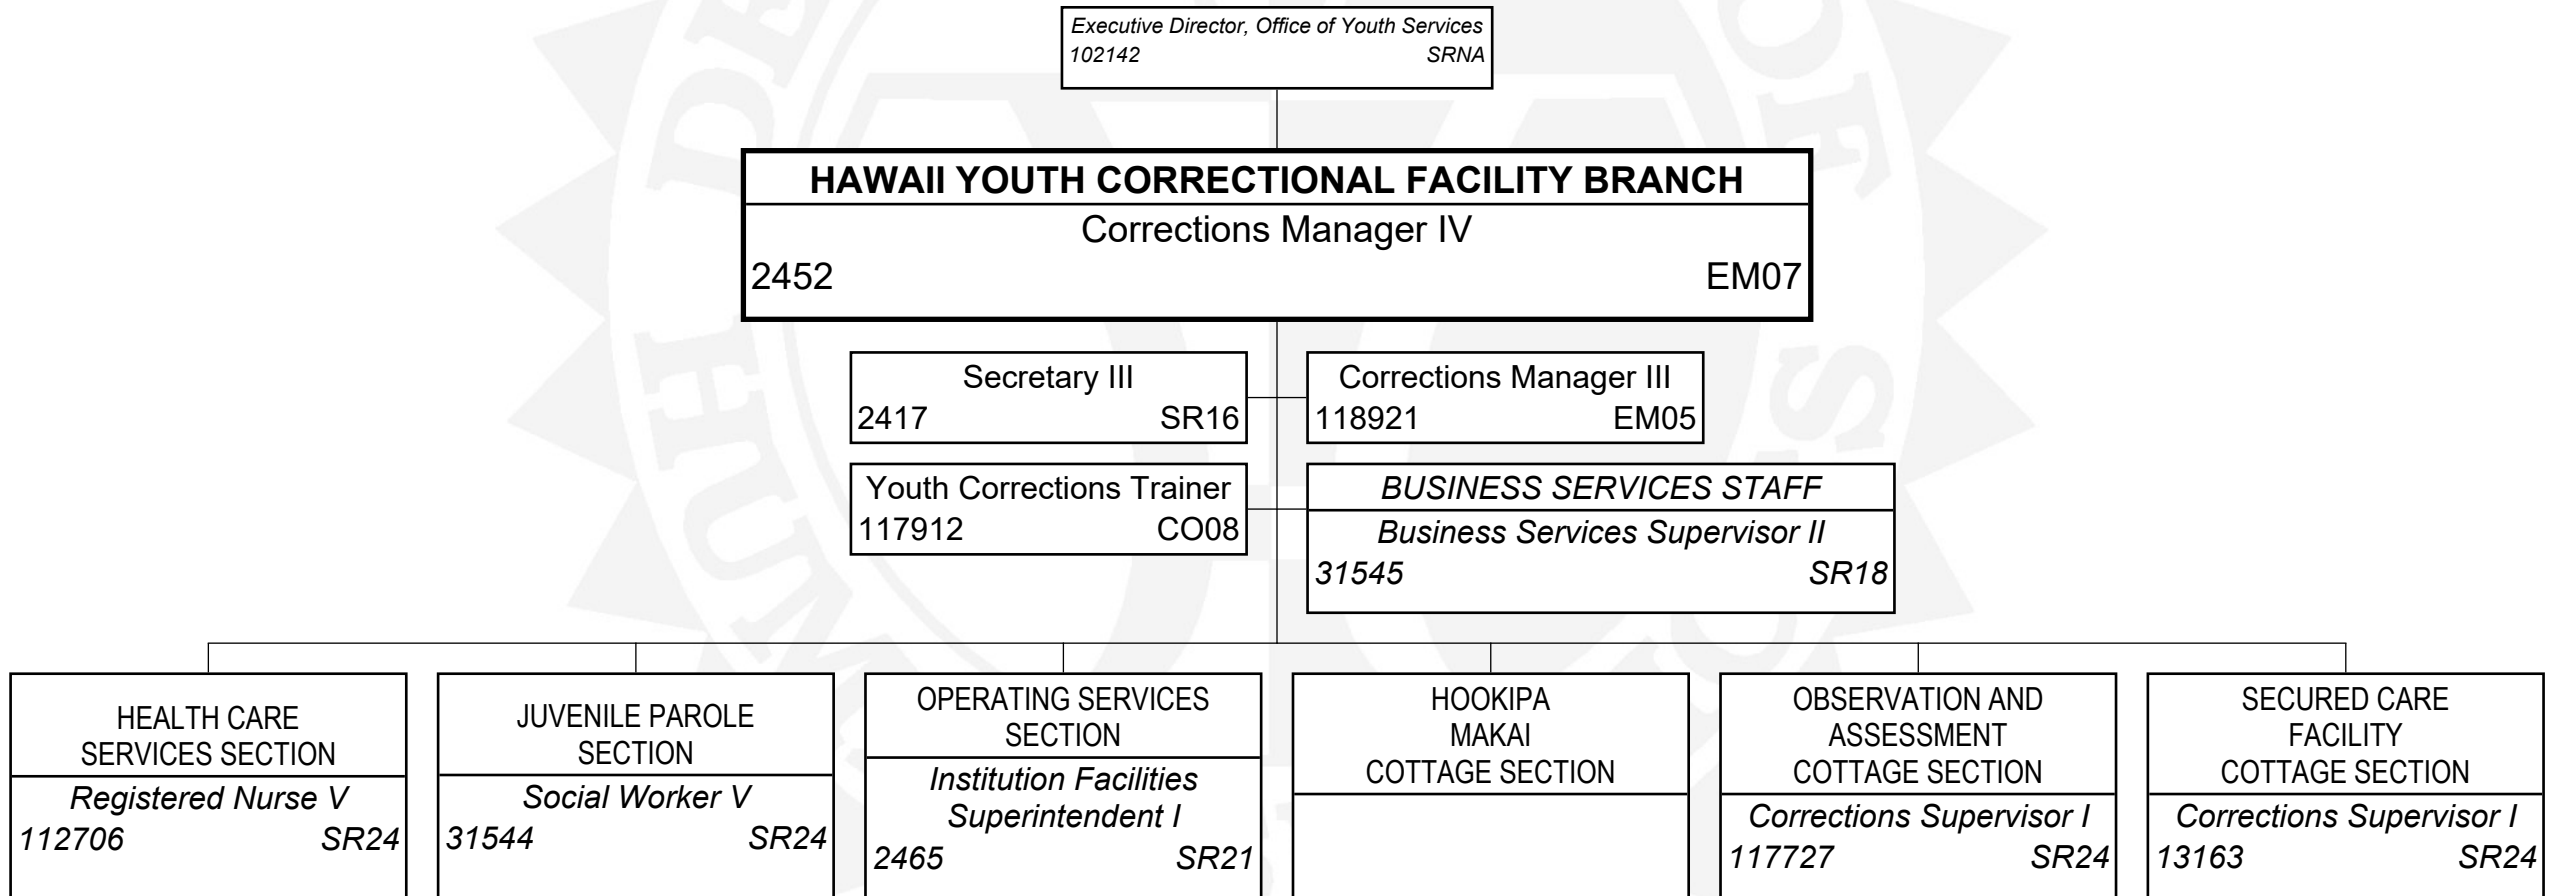 Executive Director, Office of Youth Services
102142 SRNA
HAWAII YOUTH CORRECTIONAL FACILITY BRANCH
Corrections Manager IV
2452 EM07
Secretary III
2417 SR16
Corrections Manager III
118921 EM05
Youth Corrections Trainer
117912 CO08
BUSINESS SERVICES STAFF
Business Services Supervisor II
31545 SR18
HEALTH CARE
SERVICES SECTION
Registered Nurse V
112706 SR24
JUVENILE PAROLE
SECTION
Social Worker V
31544 SR24
OPERATING SERVICES
SECTION
Institution Facilities
Superintendent I
2465 SR21
HOOKIPA
MAKAI
COTTAGE SECTION
OBSERVATION AND
ASSESSMENT
COTTAGE SECTION
Corrections Supervisor I
117727 SR24
SECURED CARE
FACILITY
COTTAGE SECTION
Corrections Supervisor I
13163 SR24